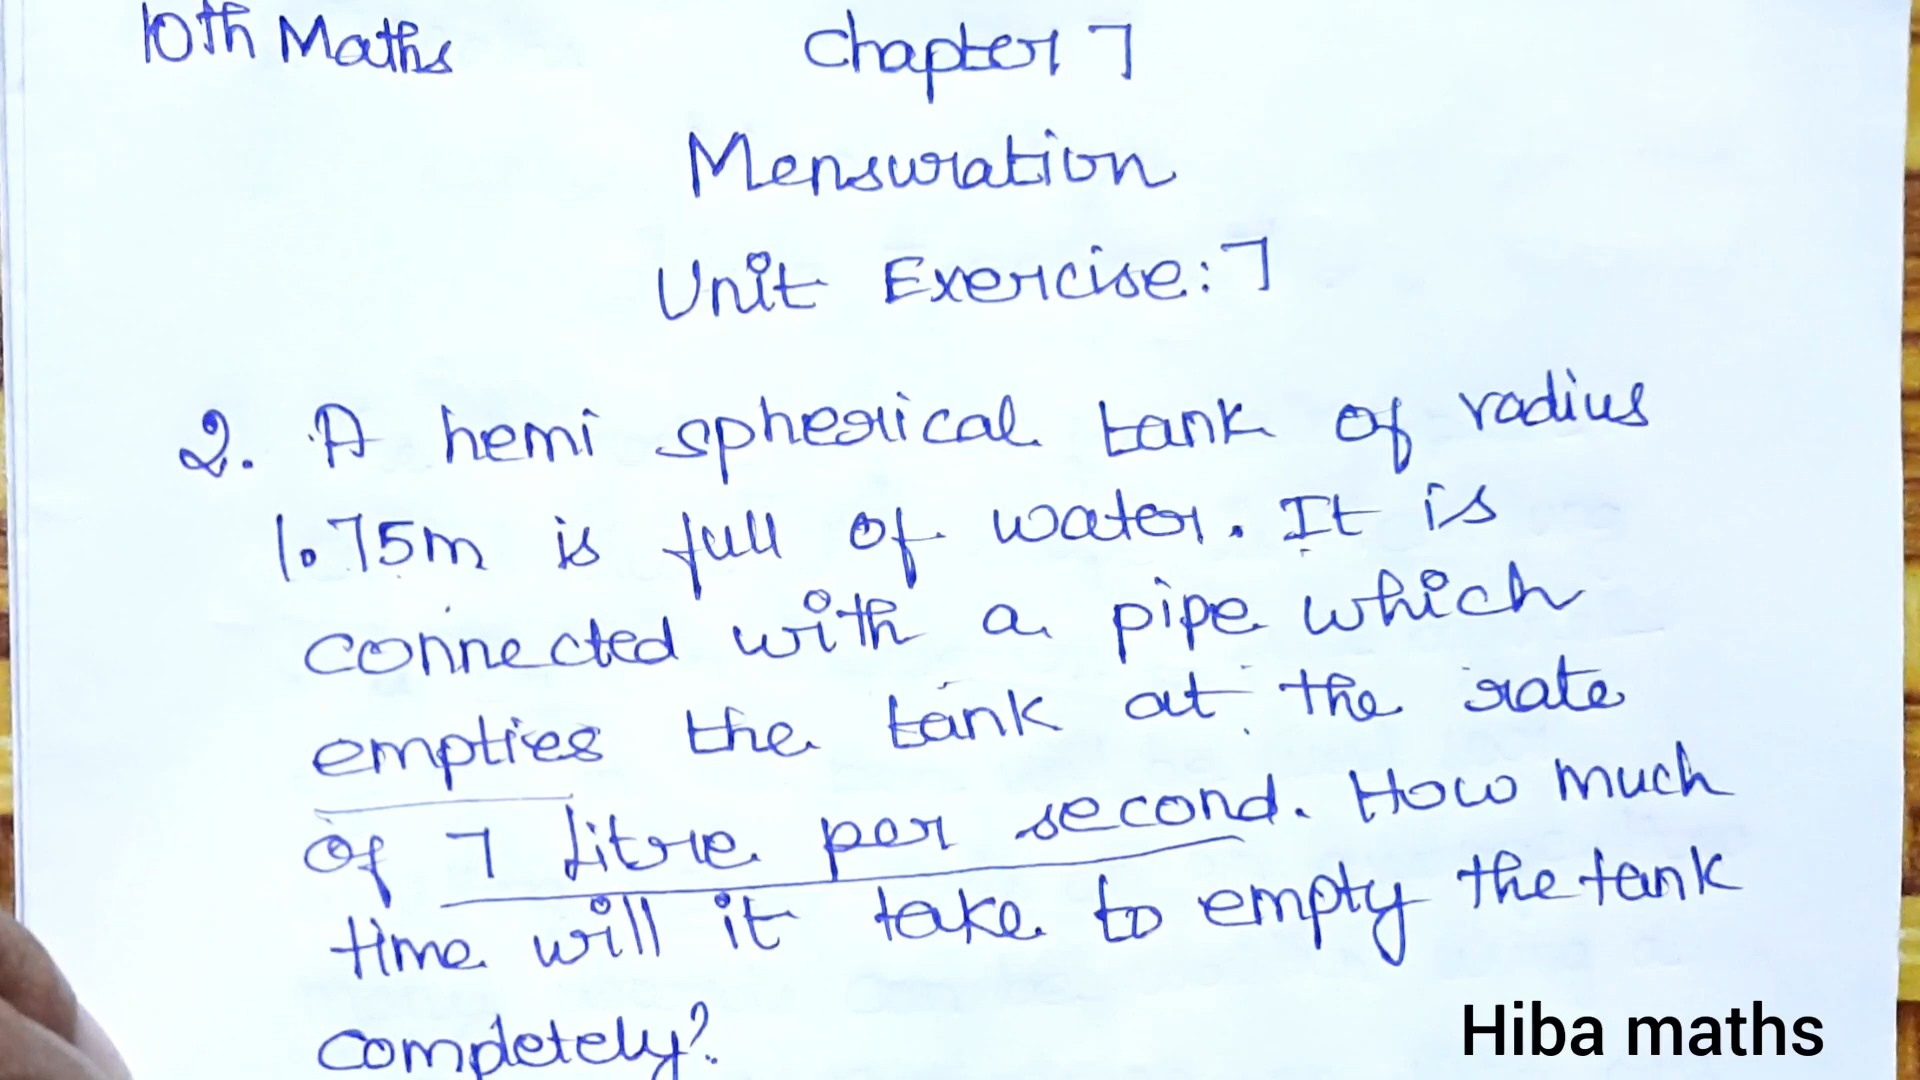 10th Maths
Chapter 7
Mensuration
Unit Exercise: 7
2. A hemi spherical tank of radius
1.75m is full of water. It is
connected with a pipe which
empties the tank at the rate
of 7 litre per second. How much
time will it take to empty the tank
completely?
Hiba maths